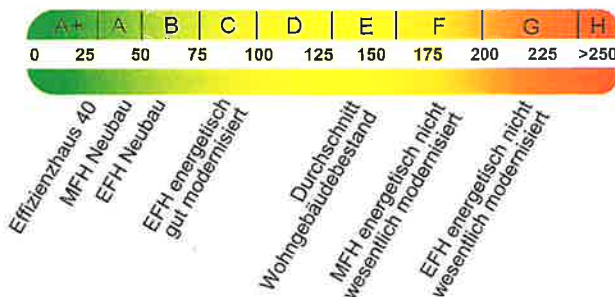 A+ A B C D E F G H
0 25 50 75 100 125 150 175 200 225 >250
Effizienzhaus 40
MFH Neubau
EFH Neubau
EFH energetisch
gut modernisiert
Durchschnitt
Wohngebäudebestand
MFH energetisch nicht
wesentlich modernisiert
EFH energetisch nicht
wesentlich modernisiert